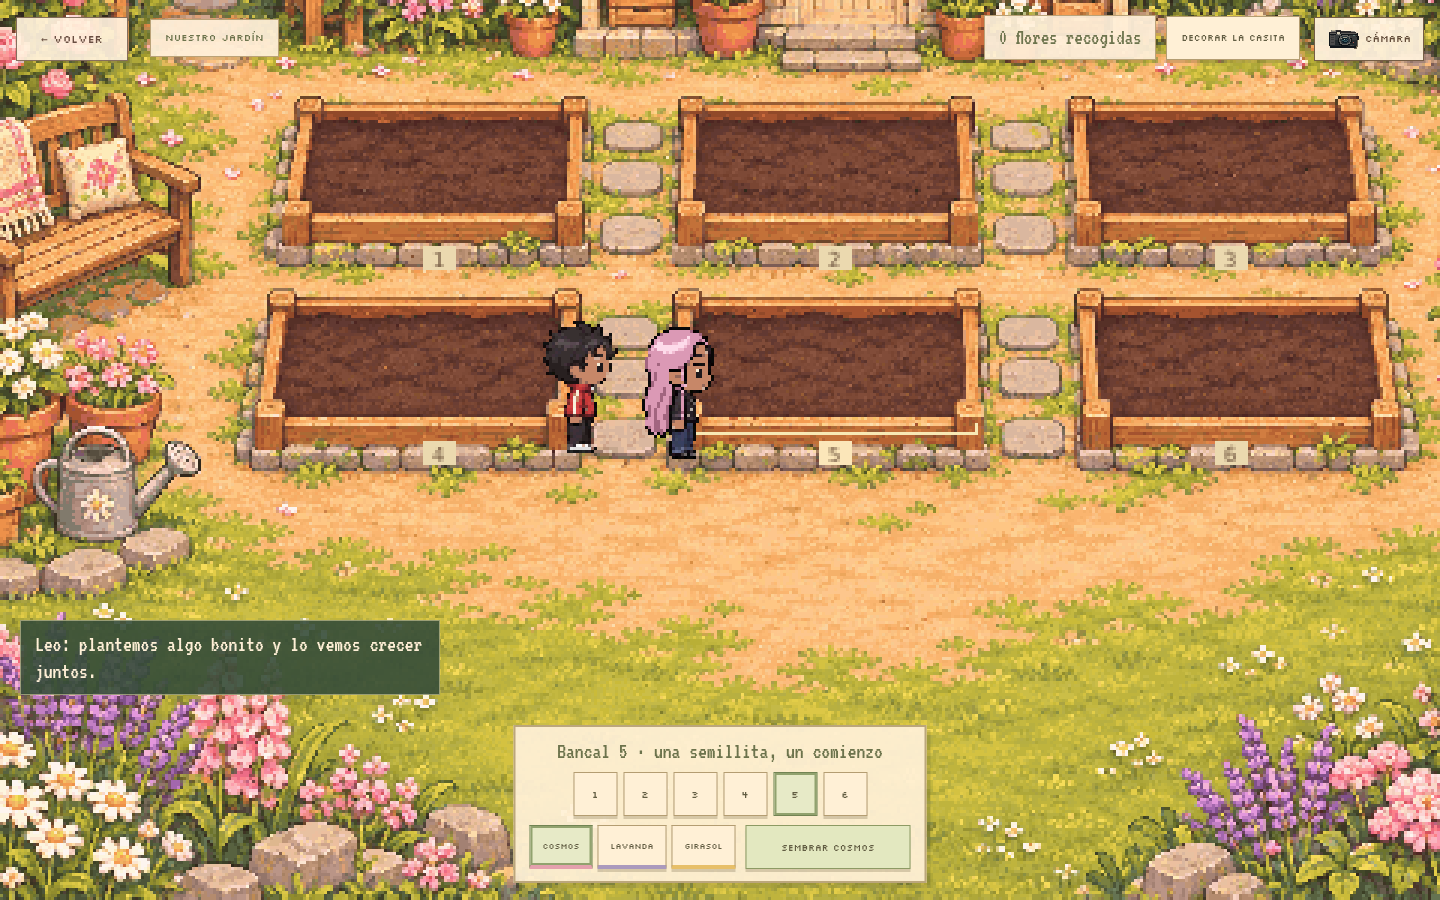 ← VOLVER
NUESTRO JARDÍN
0 flores recogidas
DECORAR LA CASITA
CÁMARA
1
2
3
4
5
6
Leo: plantemos algo bonito y lo vemos crecer
juntos.
Bancal 5 · una semillita, un comienzo
1 2 3 4 5 6
COSMOS LAVANDA GIRASOL SEMBRAR COSMOS